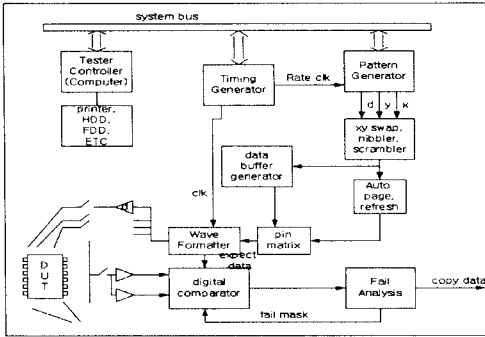 system bus
Tester
Controller
(Computer)
printer,
HDD,
FDD,
ETC
Timing
Generator
Rate clk
Pattern
Generator
d y x
xy swap,
nibbler,
scrambler
data
buffer
generator
Auto
page,
refresh
clk
Wave
Formatter
pin
matrix
expect
data
D
U
T
digital
comparator
Fail
Analysis
copy data
fail mask